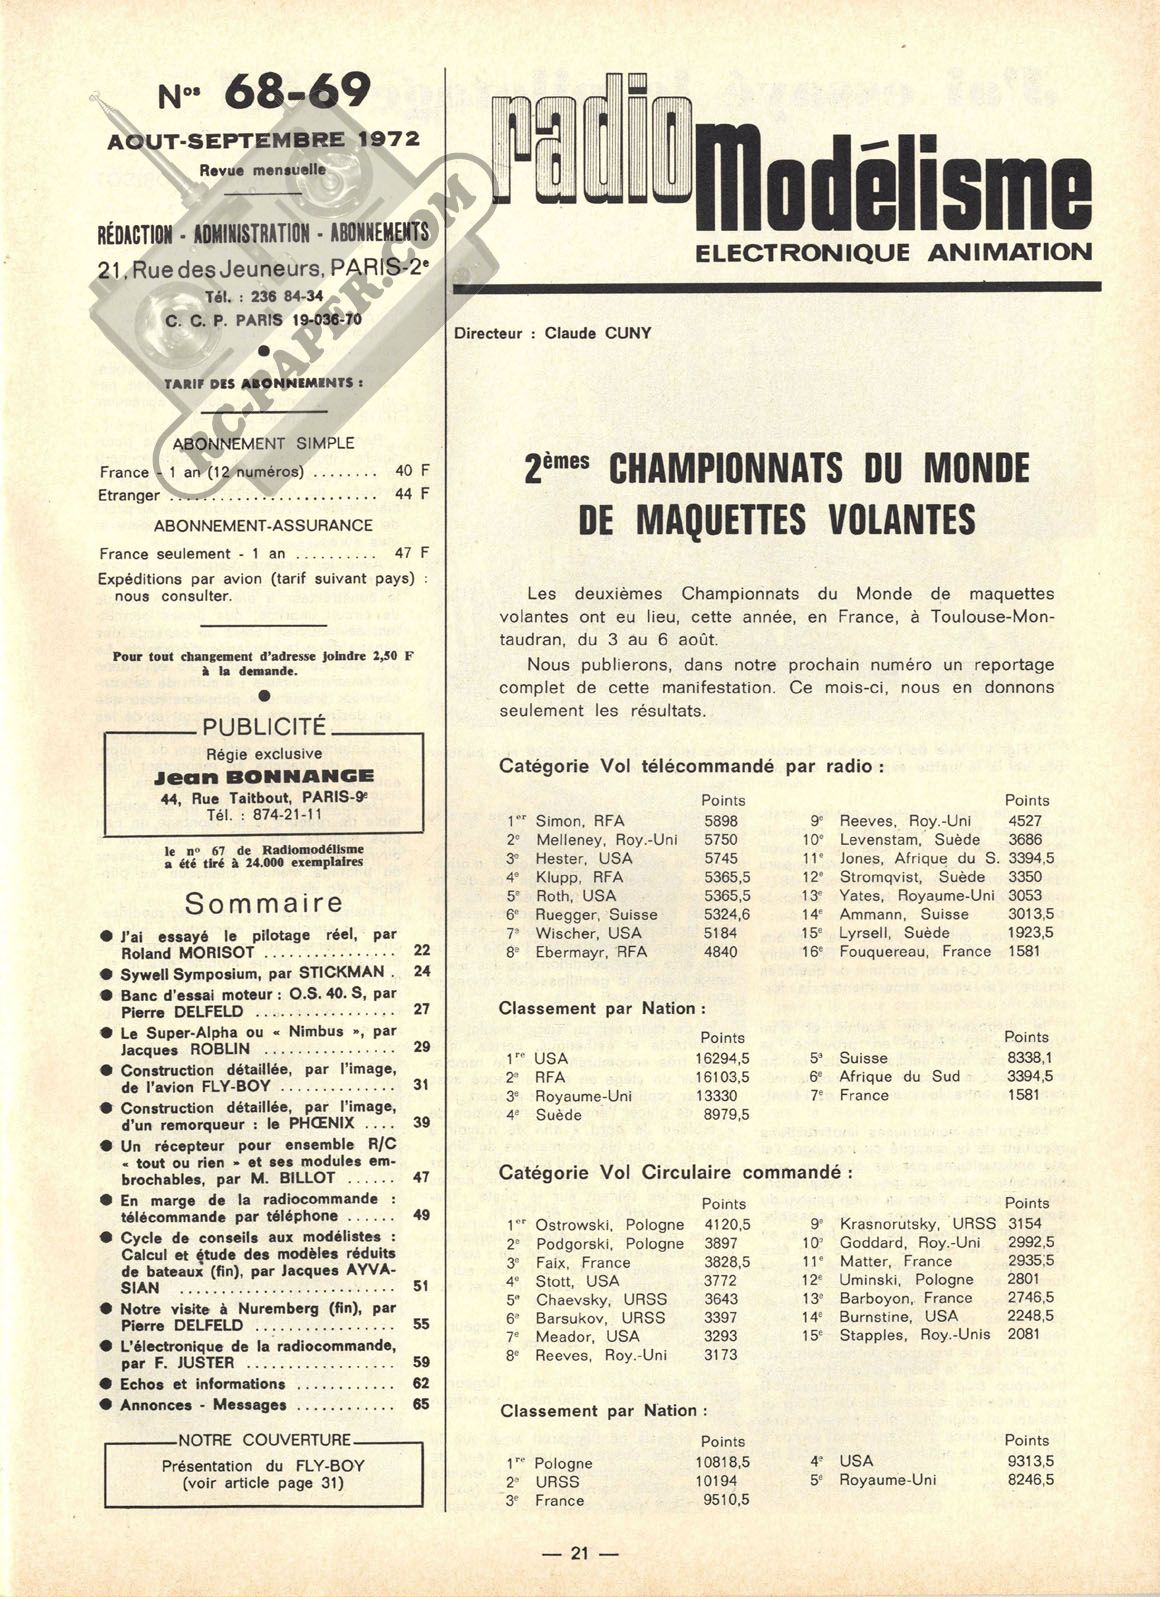 Nos 68-69
AOUT-SEPTEMBRE 1972
Revue mensuelle
RÉDACTION - ADMINISTRATION - ABONNEMENTS
21, Rue des Jeuneurs, PARIS-2e
Tél. : 236 84-34
C. C. P. PARIS 19-036-70
TARIF DES ABONNEMENTS :
ABONNEMENT SIMPLE
France - 1 an (12 numéros) ........ 40 F
Etranger ........................ 44 F
ABONNEMENT-ASSURANCE
France seulement - 1 an .......... 47 F
Expéditions par avion (tarif suivant pays) :
nous consulter.
Pour tout changement d'adresse joindre 2,50 F
à la demande.
PUBLICITÉ
Régie exclusive
Jean BONNANGE
44, Rue Taitbout, PARIS-9e
Tél. : 874-21-11
le no 67 de Radiomodélisme
a été tiré à 24.000 exemplaires
Sommaire
● J'ai essayé le pilotage réel, par
Roland MORISOT ................ 22
● Sywell Symposium, par STICKMAN . 24
● Banc d'essai moteur : O.S. 40. S, par
Pierre DELFELD ................. 27
● Le Super-Alpha ou « Nimbus », par
Jacques ROBLIN ................ 29
● Construction détaillée, par l'image,
de l'avion FLY-BOY .............. 31
● Construction détaillée, par l'image,
d'un remorqueur : le PHŒNIX .... 39
● Un récepteur pour ensemble R/C
« tout ou rien » et ses modules em-
brochables, par M. BILLOT ...... 47
● En marge de la radiocommande :
télécommande par téléphone ...... 49
● Cycle de conseils aux modélistes :
Calcul et étude des modèles réduits
de bateaux (fin), par Jacques AYVA-
SIAN .......................... 51
● Notre visite à Nuremberg (fin), par
Pierre DELFELD ................. 55
● L'électronique de la radiocommande,
par F. JUSTER .................. 59
● Echos et informations ............ 62
● Annonces - Messages ............ 65
NOTRE COUVERTURE
Présentation du FLY-BOY
(voir article page 31)
radio Modélisme
ELECTRONIQUE ANIMATION
Directeur : Claude CUNY
2èmes CHAMPIONNATS DU MONDE
DE MAQUETTES VOLANTES
Les deuxièmes Championnats du Monde de maquettes
volantes ont eu lieu, cette année, en France, à Toulouse-Mon-
taudran, du 3 au 6 août.
Nous publierons, dans notre prochain numéro un reportage
complet de cette manifestation. Ce mois-ci, nous en donnons
seulement les résultats.
Catégorie Vol télécommandé par radio :
Points
1er Simon, RFA 5898
2e Melleney, Roy.-Uni 5750
3e Hester, USA 5745
4e Klupp, RFA 5365,5
5e Roth, USA 5365,5
6e Ruegger, Suisse 5324,6
7e Wischer, USA 5184
8e Ebermayr, RFA 4840
Points
9e Reeves, Roy.-Uni 4527
10e Levenstam, Suède 3686
11e Jones, Afrique du S. 3394,5
12e Stromqvist, Suède 3350
13e Yates, Royaume-Uni 3053
14e Ammann, Suisse 3013,5
15e Lyrsell, Suède 1923,5
16e Fouquereau, France 1581
Classement par Nation :
Points
1re USA 16294,5
2e RFA 16103,5
3e Royaume-Uni 13330
4e Suède 8979,5
Points
5e Suisse 8338,1
6e Afrique du Sud 3394,5
7e France 1581
Catégorie Vol Circulaire commandé :
Points
1er Ostrowski, Pologne 4120,5
2e Podgorski, Pologne 3897
3e Faix, France 3828,5
4e Stott, USA 3772
5e Chaevsky, URSS 3643
6e Barsukov, URSS 3397
7e Meador, USA 3293
8e Reeves, Roy.-Uni 3173
Points
9e Krasnorutsky, URSS 3154
10e Goddard, Roy.-Uni 2992,5
11e Matter, France 2935,5
12e Uminski, Pologne 2801
13e Barboyon, France 2746,5
14e Burnstine, USA 2248,5
15e Stapples, Roy.-Unis 2081
Classement par Nation :
Points
1re Pologne 10818,5
2e URSS 10194
3e France 9510,5
Points
4e USA 9313,5
5e Royaume-Uni 8246,5
— 21 —
RC-PAPER.COM